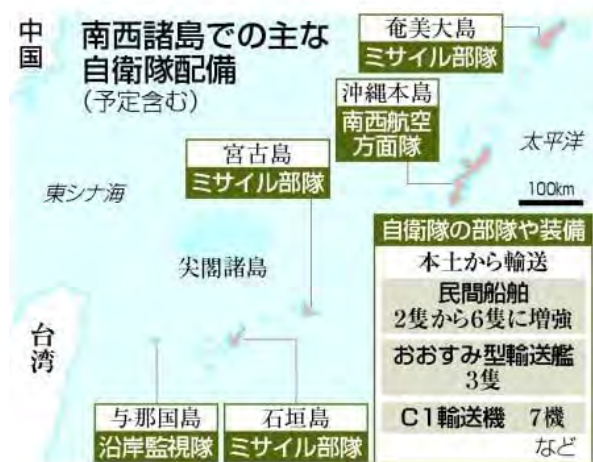 中国
南西諸島での主な
自衛隊配備
(予定含む)
奄美大島
ミサイル部隊
沖縄本島
南西航空
方面隊
太平洋
100km
宮古島
ミサイル部隊
東シナ海
尖閣諸島
台湾
与那国島
沿岸監視隊
石垣島
ミサイル部隊
自衛隊の部隊や装備
本土から輸送
民間船舶
2隻から6隻に増強
おおすみ型輸送艦
3隻
C1輸送機 7機
など